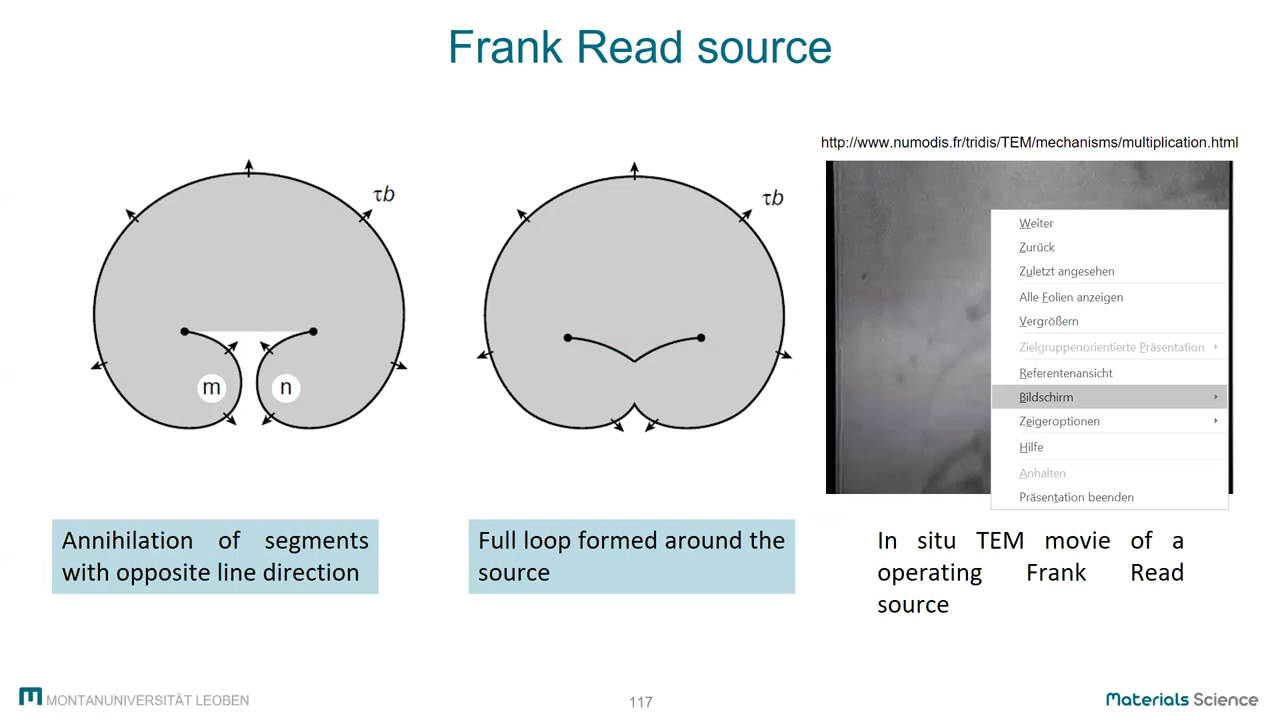 Frank Read source
http://www.numodis.fr/tridis/TEM/mechanisms/multiplication.html
τb
m
n
τb
Weiter
Zurück
Zuletzt angesehen
Alle Folien anzeigen
Vergrößern
Zielgruppenorientierte Präsentation
Referentenansicht
Bildschirm
Zeigeroptionen
Hilfe
Anhalten
Präsentation beenden
Annihilation of segments
with opposite line direction
Full loop formed around the
source
In situ TEM movie of a
operating Frank Read
source
MONTANUNIVERSITÄT LEOBEN
117
Materials Science